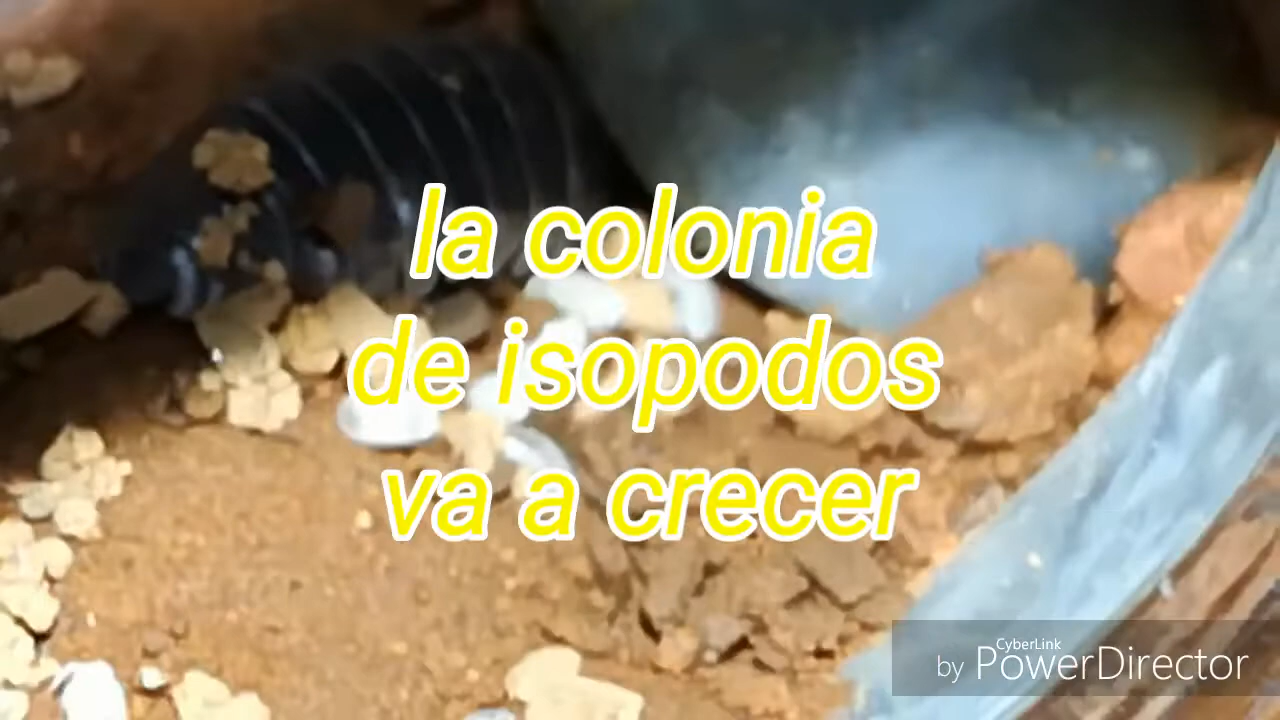 la colonia
de isopodos
va a crecer
CyberLink
by PowerDirector